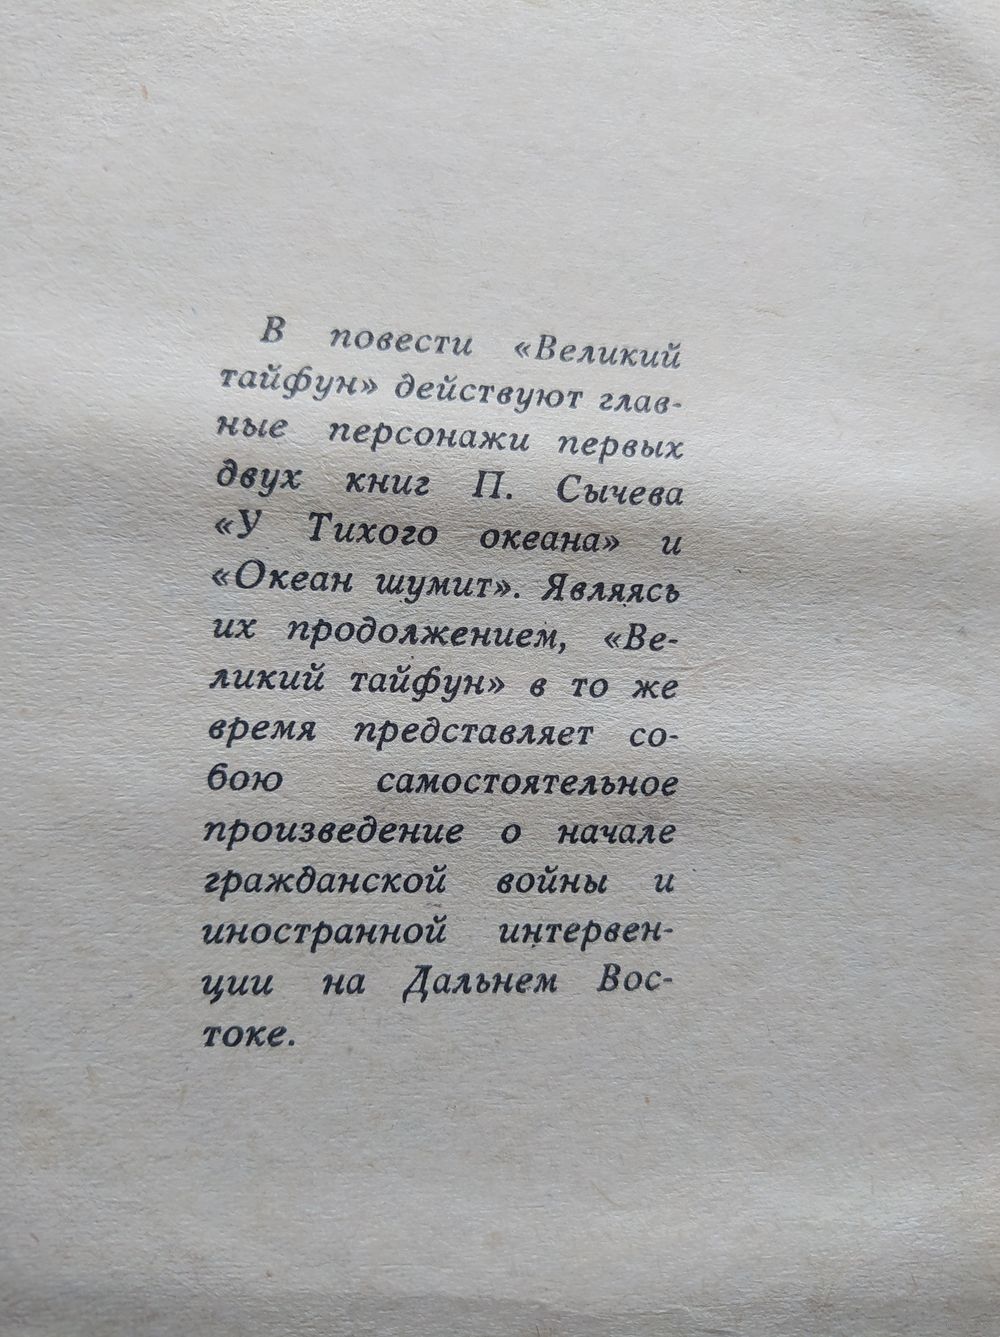 В повести «Великий
тайфун» действуют глав-
ные персонажи первых
двух книг П. Сычева
«У Тихого океана» и
«Океан шумит». Являясь
их продолжением, «Ве-
ликий тайфун» в то же
время представляет со-
бою самостоятельное
произведение о начале
гражданской войны и
иностранной интервен-
ции на Дальнем Вос-
токе.